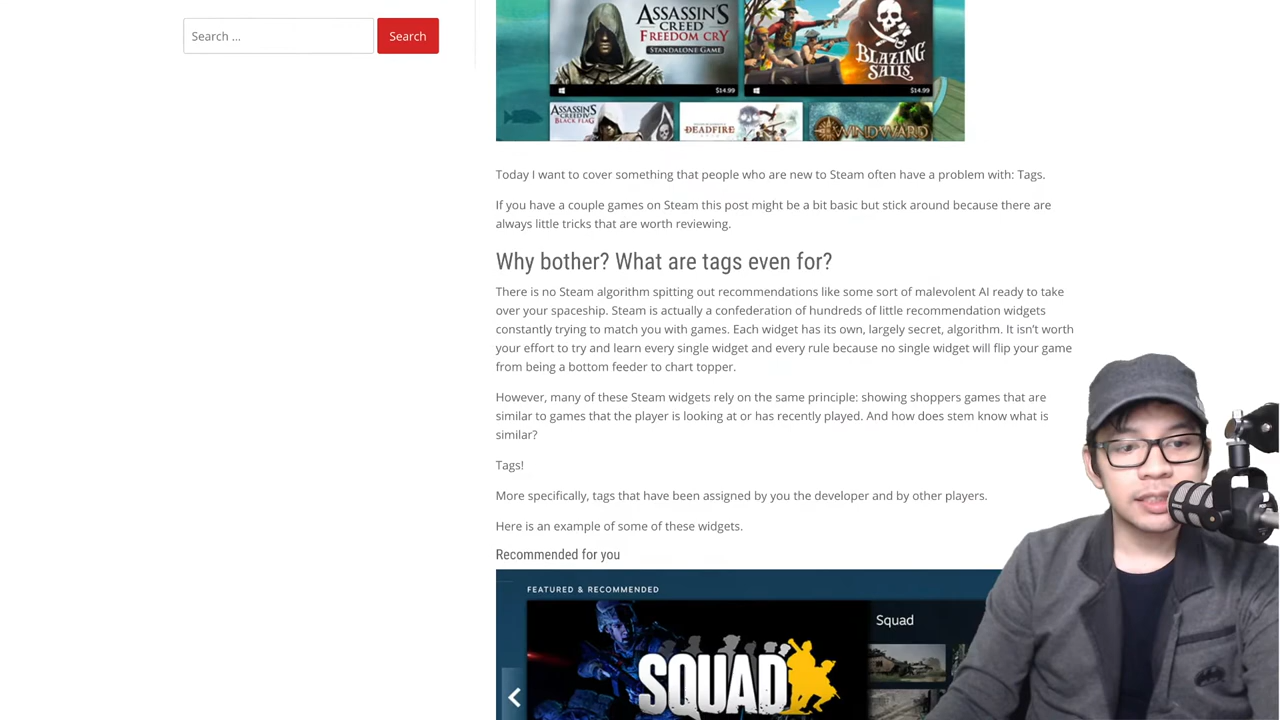 Search ...
Search
ASSASSIN'S
CREED
FREEDOM CRY
STANDALONE GAME
$14.99
BLAZING
SAILS
$14.99
ASSASSIN'S
CREED IV
BLACK FLAG
DEADFIRE
WINDWARD
Today I want to cover something that people who are new to Steam often have a problem with: Tags.
If you have a couple games on Steam this post might be a bit basic but stick around because there are
always little tricks that are worth reviewing.
Why bother? What are tags even for?
There is no Steam algorithm spitting out recommendations like some sort of malevolent AI ready to take
over your spaceship. Steam is actually a confederation of hundreds of little recommendation widgets
constantly trying to match you with games. Each widget has its own, largely secret, algorithm. It isn't worth
your effort to try and learn every single widget and every rule because no single widget will flip your game
from being a bottom feeder to chart topper.
However, many of these Steam widgets rely on the same principle: showing shoppers games that are
similar to games that the player is looking at or has recently played. And how does stem know what is
similar?
Tags!
More specifically, tags that have been assigned by you the developer and by other players.
Here is an example of some of these widgets.
Recommended for you
FEATURED & RECOMMENDED
Squad
SQUAD